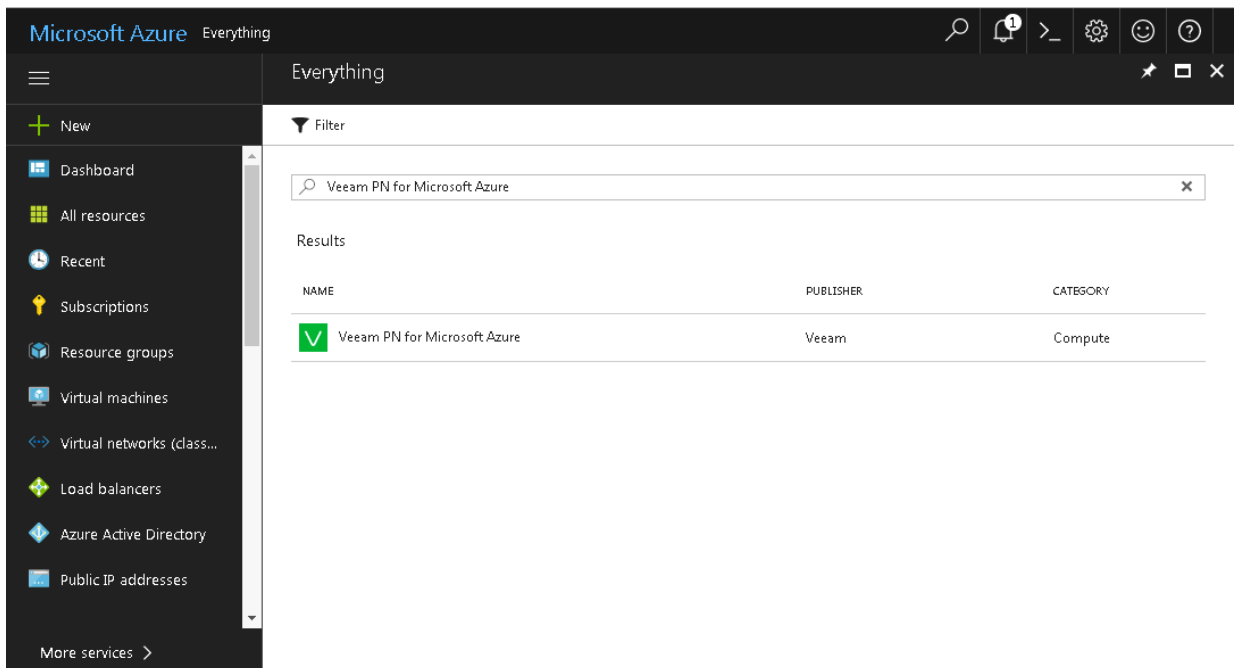 Microsoft Azure Everything
1
Everything
New
Filter
Dashboard
Veeam PN for Microsoft Azure
All resources
Results
Recent
NAME PUBLISHER CATEGORY
Subscriptions
Veeam PN for Microsoft Azure Veeam Compute
Resource groups
Virtual machines
Virtual networks (class...
Load balancers
Azure Active Directory
Public IP addresses
More services